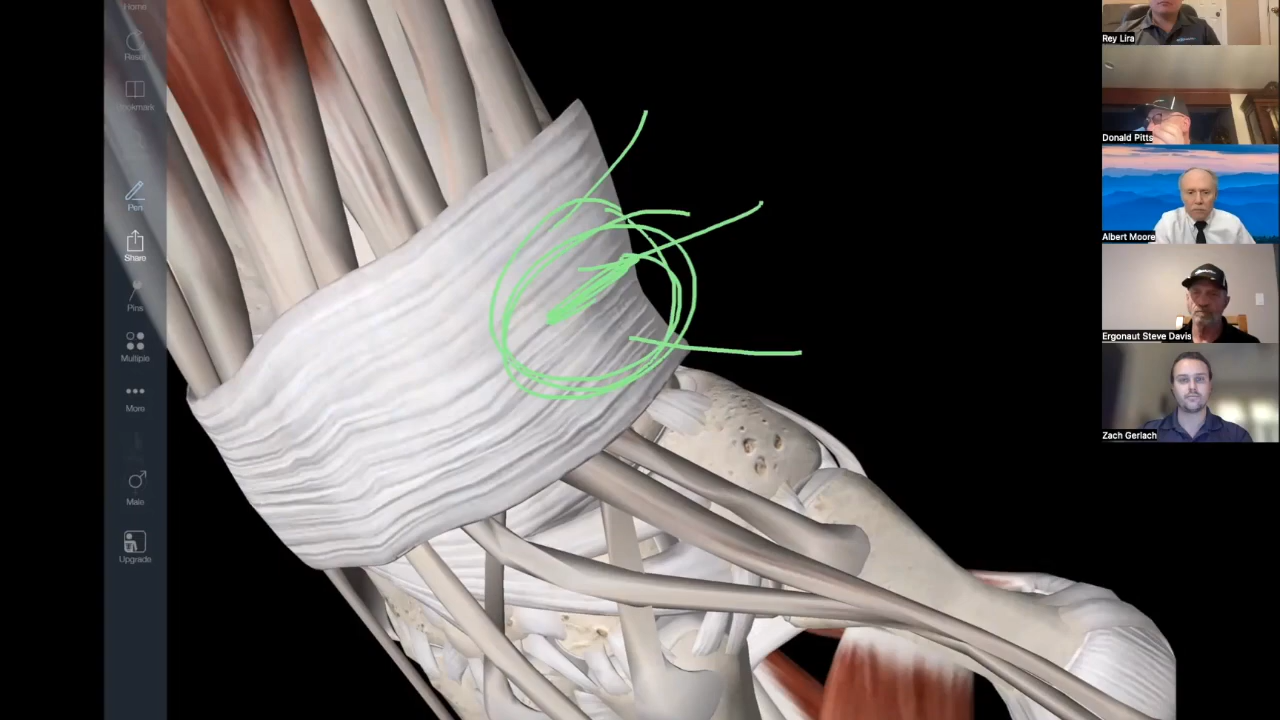 Home
Reset
Bookmark
Pen
Share
Pins
Multiple
More
Male
Upgrade
Rey Lira
Donald Pitts
Albert Moore
Ergonaut Steve Davis
Zach Gerlach